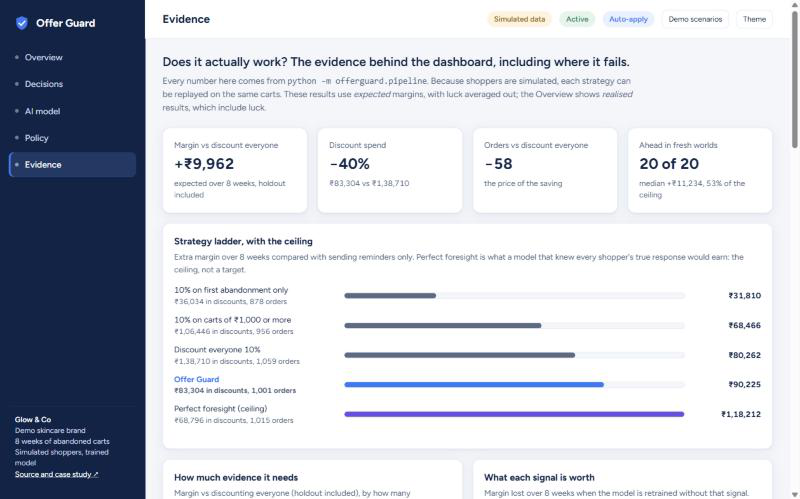 Offer Guard
Overview
Decisions
AI model
Policy
Evidence
Glow & Co
Demo skincare brand
8 weeks of abandoned carts
Simulated shoppers, trained
model
Source and case study ↗
Evidence
Simulated data
Active
Auto-apply
Demo scenarios
Theme
Does it actually work? The evidence behind the dashboard, including where it fails.
Every number here comes from python -m offerguard.pipeline. Because shoppers are simulated, each strategy can
be replayed on the same carts. These results use expected margins, with luck averaged out; the Overview shows realised
results, which include luck.
Margin vs discount everyone
+₹9,962
expected over 8 weeks, holdout
included
Discount spend
−40%
₹83,304 vs ₹1,38,710
Orders vs discount everyone
−58
the price of the saving
Ahead in fresh worlds
20 of 20
median +₹11,234, 53% of the
ceiling
Strategy ladder, with the ceiling
Extra margin over 8 weeks compared with sending reminders only. Perfect foresight is what a model that knew every shopper's true response would earn: the
ceiling, not a target.
10% on first abandonment only
₹36,034 in discounts, 878 orders
₹31,810
10% on carts of ₹1,000 or more
₹1,06,446 in discounts, 956 orders
₹68,466
Discount everyone 10%
₹1,38,710 in discounts, 1,059 orders
₹80,262
Offer Guard
₹83,304 in discounts, 1,001 orders
₹90,225
Perfect foresight (ceiling)
₹68,796 in discounts, 1,015 orders
₹1,18,212
How much evidence it needs
Margin vs discounting everyone (holdout included), by how many
What each signal is worth
Margin lost over 8 weeks when the model is retrained without that signal.